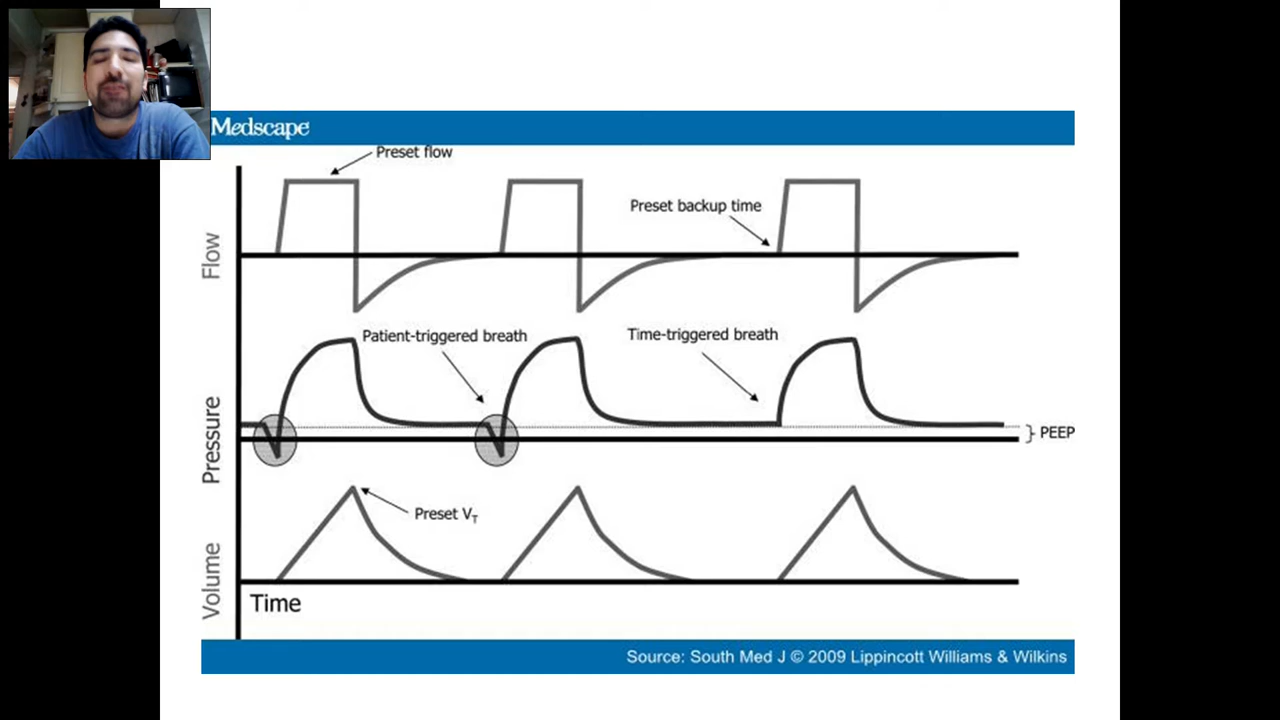 Medscape
Preset flow
Preset backup time
Flow
Patient-triggered breath
Time-triggered breath
Pressure
PEEP
Preset VT
Volume
Time
Source: South Med J © 2009 Lippincott Williams & Wilkins